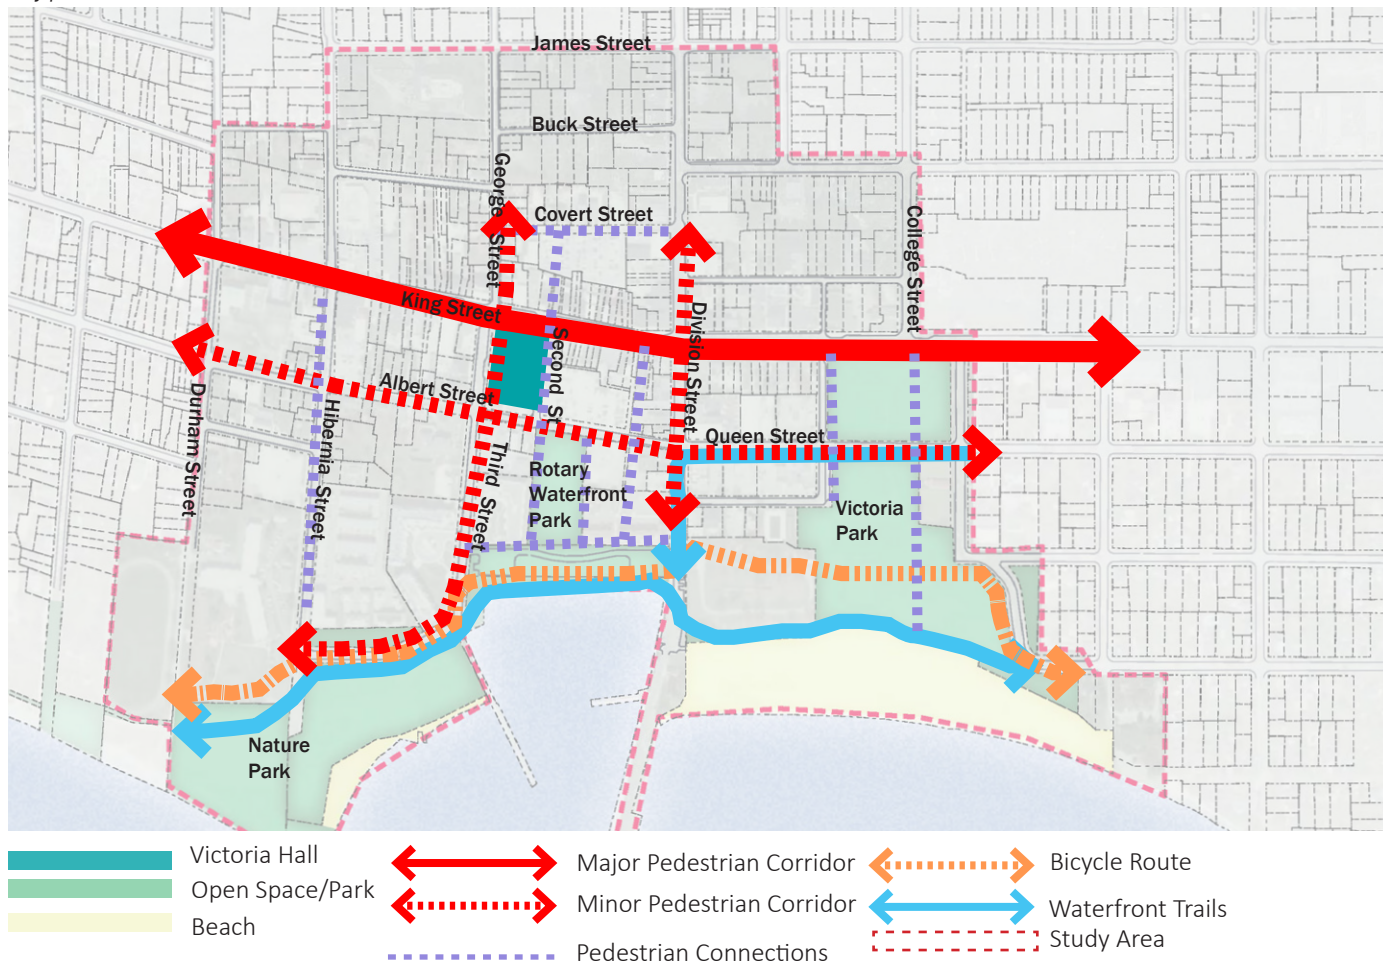 James Street
Buck Street
George Street
Covert Street
College Street
King Street
Second St
Division Street
Albert Street
Durham Street
Hibernia Street
Third Street
Queen Street
Rotary
Waterfront
Park
Victoria
Park
Nature
Park
Victoria Hall
Open Space/Park
Beach
Major Pedestrian Corridor
Minor Pedestrian Corridor
Pedestrian Connections
Bicycle Route
Waterfront Trails
Study Area